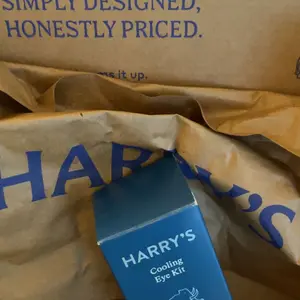 SIMPLY DESIGNED,
HONESTLY PRICED.
it up.
HARRY'S
HARRY'S
Cooling
Eye Kit